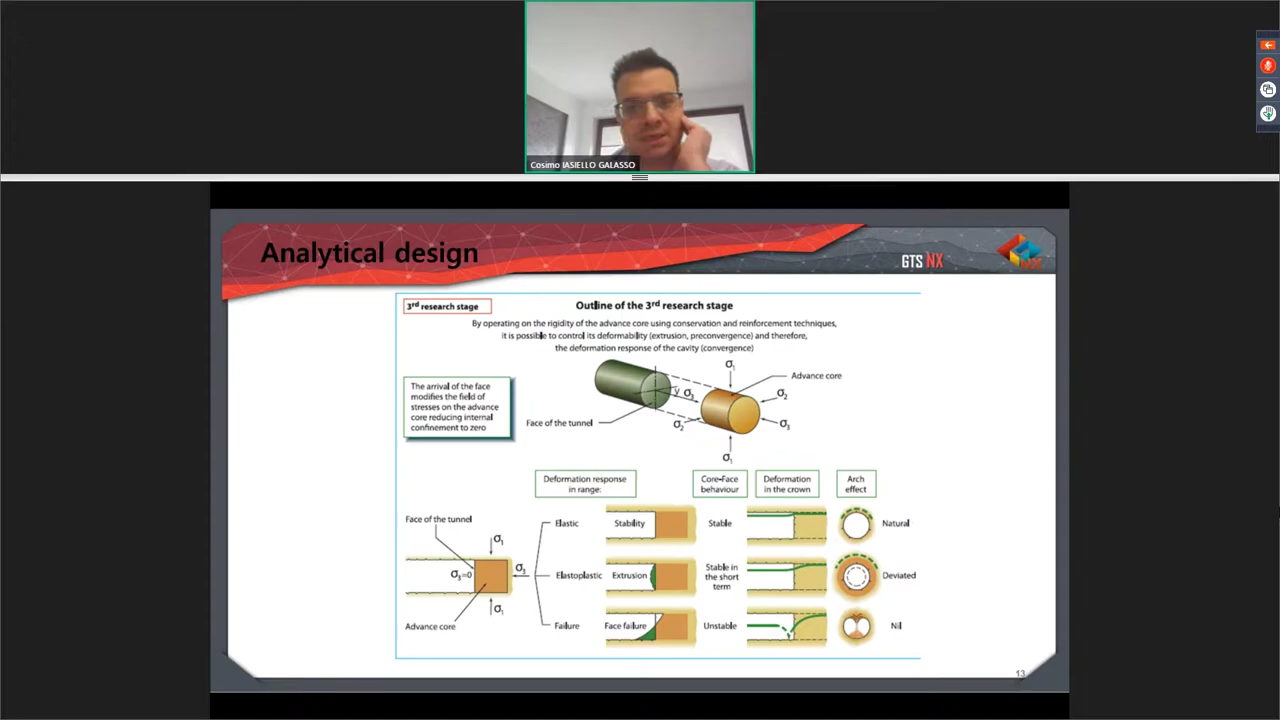 Cosimo IASIELLO GALASSO
Analytical design
GTS NX
NX
3rd research stage
Outline of the 3rd research stage
By operating on the rigidity of the advance core using conservation and reinforcement techniques,
it is possible to control its deformability (extrusion, preconvergence) and therefore,
the deformation response of the cavity (convergence)
The arrival of the face
modifies the field of
stresses on the advance
core reducing internal
confinement to zero
σ1
Advance core
σ3
σ2
Face of the tunnel
σ2
σ3
σ1
Deformation response
in range:
Core-Face
behaviour
Deformation
in the crown
Arch
effect
Face of the tunnel
σ1
σ3=0
σ3
σ1
Advance core
Elastic
Stability
Stable
Natural
Elastoplastic
Extrusion
Stable in
the short
term
Deviated
Failure
Face failure
Unstable
Nil
13